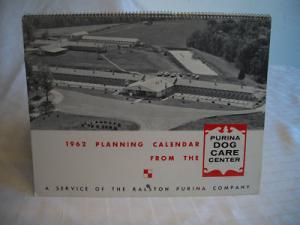 1962 PLANNING CALENDAR
FROM THE
PURINA
DOG
CARE
CENTER
A SERVICE OF THE RALSTON PURINA COMPANY